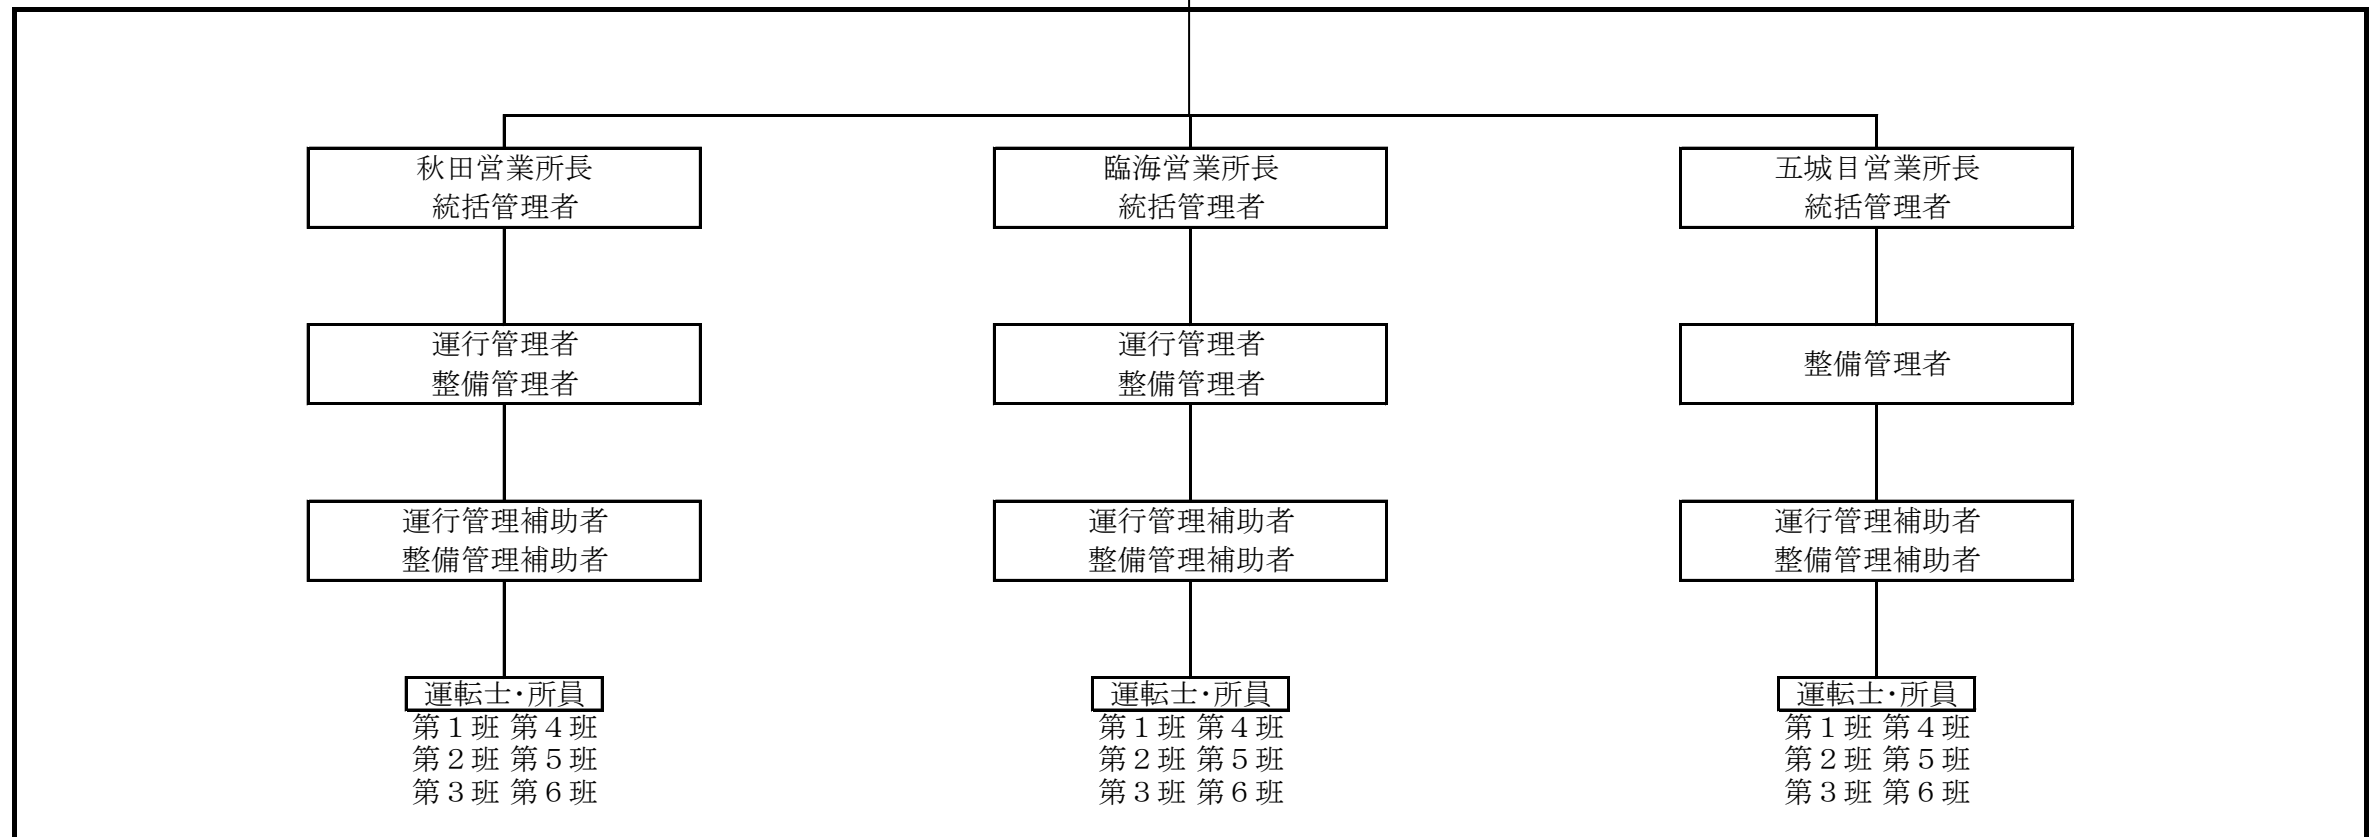 秋田営業所長
統括管理者
臨海営業所長
統括管理者
五城目営業所長
統括管理者
運行管理者
整備管理者
運行管理者
整備管理者
整備管理者
運行管理補助者
整備管理補助者
運行管理補助者
整備管理補助者
運行管理補助者
整備管理補助者
運転士・所員
第１班 第４班
第２班 第５班
第３班 第６班
運転士・所員
第１班 第４班
第２班 第５班
第３班 第６班
運転士・所員
第１班 第４班
第２班 第５班
第３班 第６班